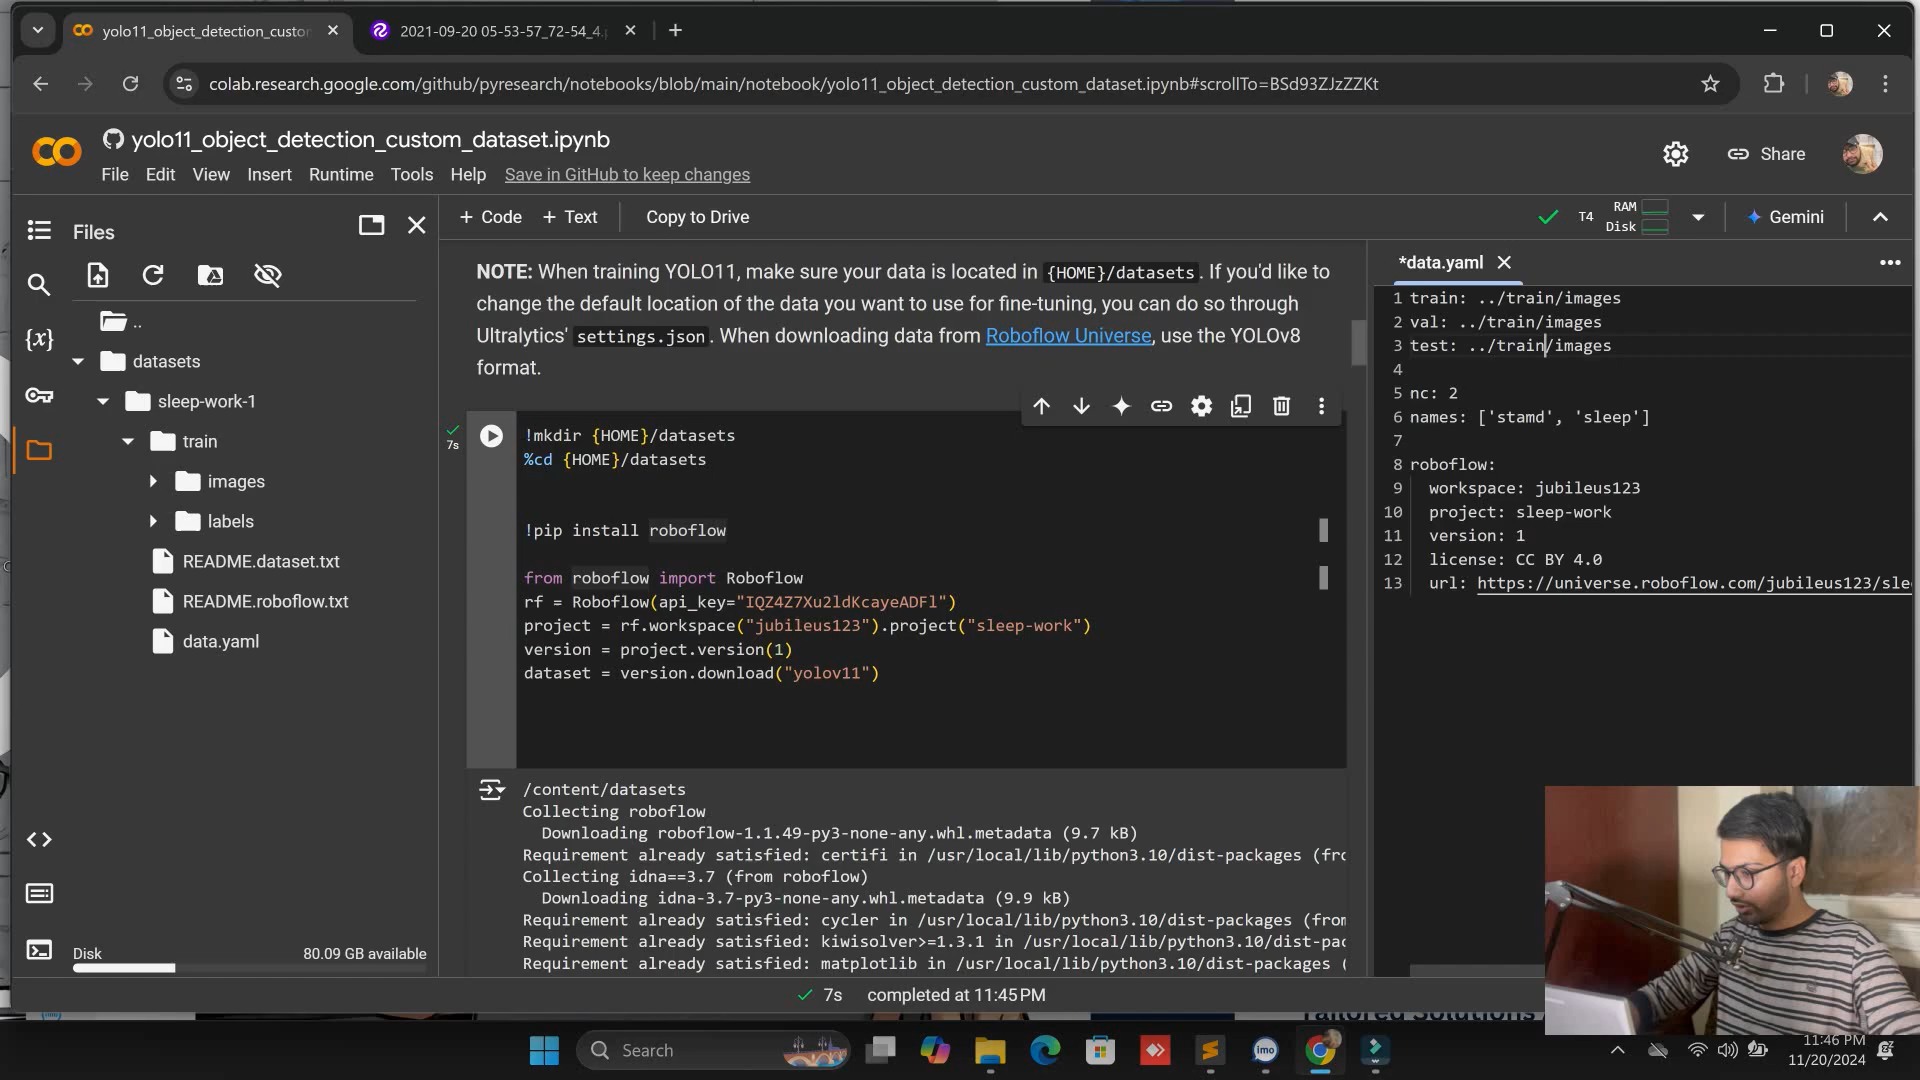 yolo11_object_detection_custo
2021-09-20 05-53-57_72-54_4.
colab.research.google.com/github/pyresearch/notebooks/blob/main/notebook/yolo11_object_detection_custom_dataset.ipynb#scrollTo=BSd93ZJzZZKt
yolo11_object_detection_custom_dataset.ipynb
Share
File Edit View Insert Runtime Tools Help Save in GitHub to keep changes
Files
+ Code + Text Copy to Drive
T4 RAM
Disk
Gemini
..
datasets
sleep-work-1
train
images
labels
README.dataset.txt
README.roboflow.txt
data.yaml
Disk 80.09 GB available
NOTE: When training YOLO11, make sure your data is located in {HOME}/datasets. If you'd like to
change the default location of the data you want to use for fine-tuning, you can do so through
Ultralytics' settings.json. When downloading data from Roboflow Universe, use the YOLOv8
format.
7s
!mkdir {HOME}/datasets
%cd {HOME}/datasets
!pip install roboflow
from roboflow import Roboflow
rf = Roboflow(api_key="IQZ4Z7Xu2ldKcayeADFl")
project = rf.workspace("jubileus123").project("sleep-work")
version = project.version(1)
dataset = version.download("yolov11")
/content/datasets
Collecting roboflow
Downloading roboflow-1.1.49-py3-none-any.whl.metadata (9.7 kB)
Requirement already satisfied: certifi in /usr/local/lib/python3.10/dist-packages (fro
Collecting idna==3.7 (from roboflow)
Downloading idna-3.7-py3-none-any.whl.metadata (9.9 kB)
Requirement already satisfied: cycler in /usr/local/lib/python3.10/dist-packages (from
Requirement already satisfied: kiwisolver>=1.3.1 in /usr/local/lib/python3.10/dist-pac
Requirement already satisfied: matplotlib in /usr/local/lib/python3.10/dist-packages (
*data.yaml
1 train: ../train/images
2 val: ../train/images
3 test: ../train/images
4
5 nc: 2
6 names: ['stamd', 'sleep']
7
8 roboflow:
9 workspace: jubileus123
10 project: sleep-work
11 version: 1
12 license: CC BY 4.0
13 url: https://universe.roboflow.com/jubileus123/slee
7s completed at 11:45 PM
Search
imo
11:46 PM
11/20/2024